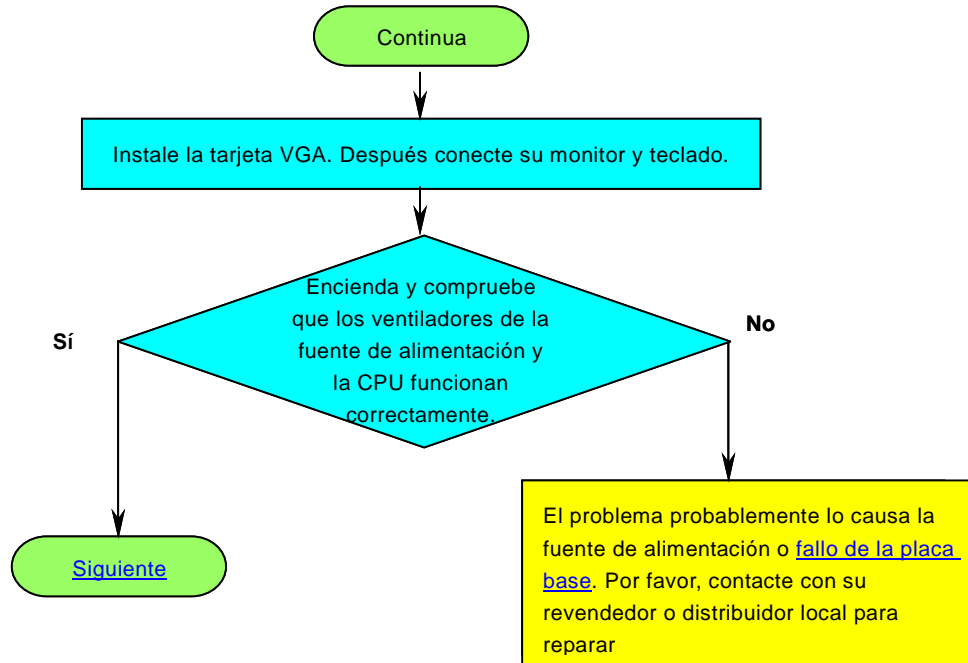 Continua
Instale la tarjeta VGA. Después conecte su monitor y teclado.
Encienda y compruebe
que los ventiladores de la
fuente de alimentación y
la CPU funcionan
correctamente.
Sí
No
Siguiente
El problema probablemente lo causa la
fuente de alimentación o fallo de la placa
base. Por favor, contacte con su
revendedor o distribuidor local para
reparar